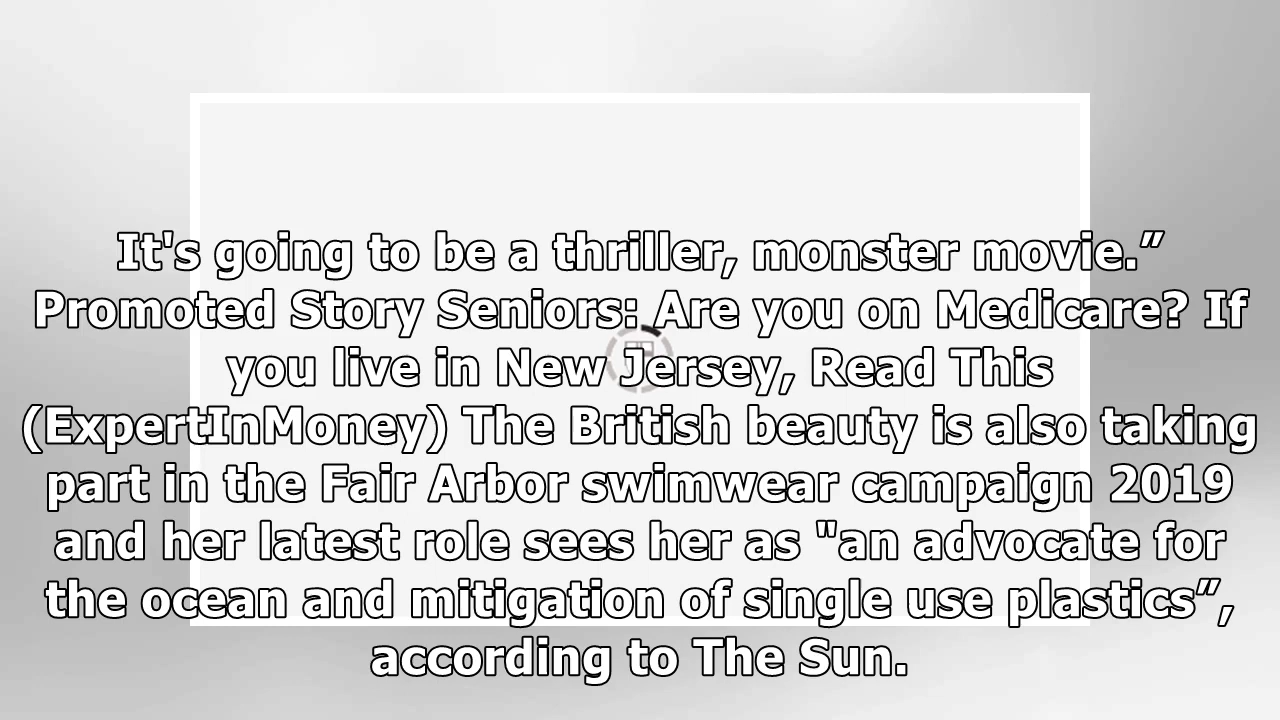 It's going to be a thriller, monster movie.”
Promoted Story Seniors: Are you on Medicare? If
you live in New Jersey, Read This
(ExpertInMoney) The British beauty is also taking
part in the Fair Arbor swimwear campaign 2019
and her latest role sees her as "an advocate for
the ocean and mitigation of single use plastics”,
according to The Sun.